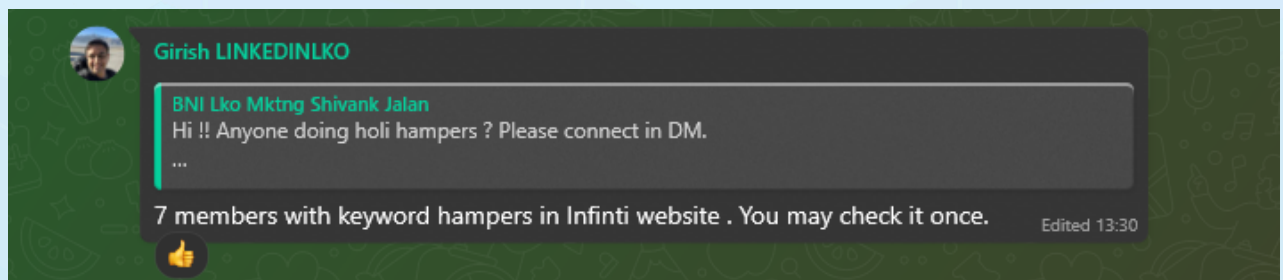 Girish LINKEDINLKO
BNI Lko Mktng Shivank Jalan
Hi !! Anyone doing holi hampers ? Please connect in DM.
...
7 members with keyword hampers in Infinti website . You may check it once.
Edited 13:30